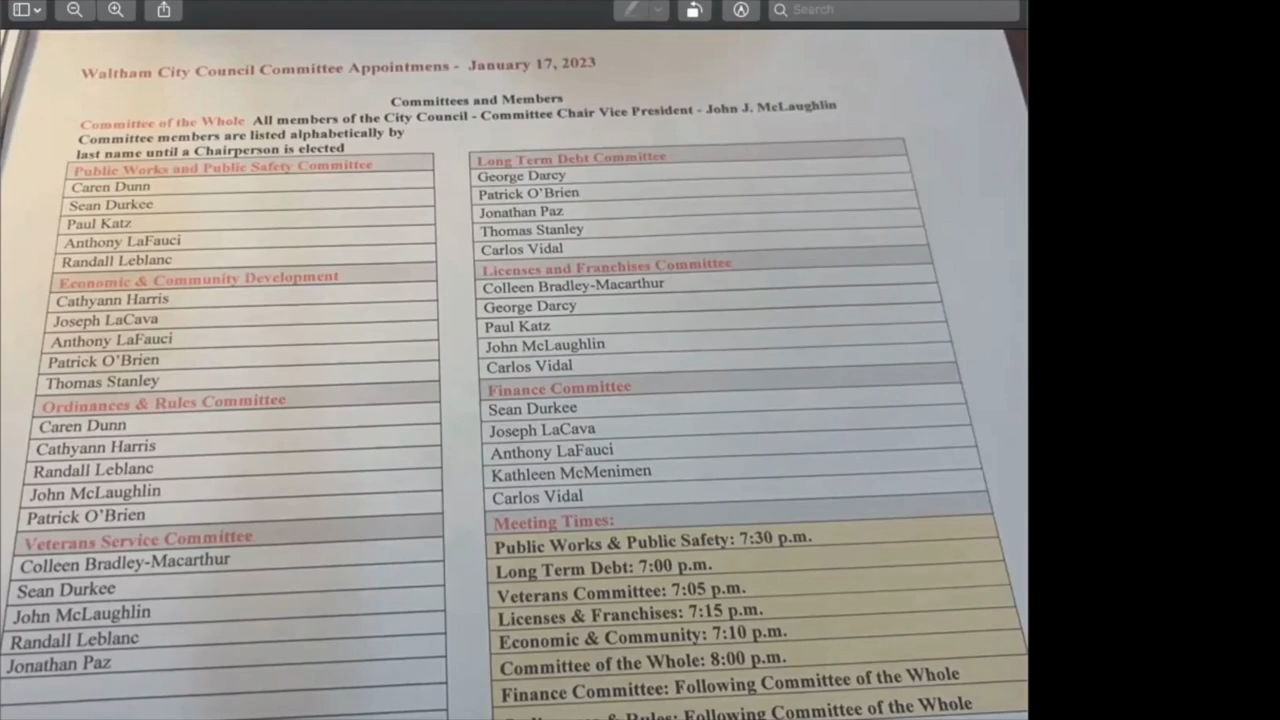 Search
Waltham City Council Committee Appointmens - January 17, 2023
Committees and Members
Committee of the Whole All members of the City Council - Committee Chair Vice President - John J. McLaughlin
Committee members are listed alphabetically by
last name until a Chairperson is elected
Public Works and Public Safety Committee
Caren Dunn
Sean Durkee
Paul Katz
Anthony LaFauci
Randall Leblanc
Economic & Community Development
Cathyann Harris
Joseph LaCava
Anthony LaFauci
Patrick O'Brien
Thomas Stanley
Ordinances & Rules Committee
Caren Dunn
Cathyann Harris
Randall Leblanc
John McLaughlin
Patrick O'Brien
Veterans Service Committee
Colleen Bradley-Macarthur
Sean Durkee
John McLaughlin
Randall Leblanc
Jonathan Paz
Long Term Debt Committee
George Darcy
Patrick O'Brien
Jonathan Paz
Thomas Stanley
Carlos Vidal
Licenses and Franchises Committee
Colleen Bradley-Macarthur
George Darcy
Paul Katz
John McLaughlin
Carlos Vidal
Finance Committee
Sean Durkee
Joseph LaCava
Anthony LaFauci
Kathleen McMenimen
Carlos Vidal
Meeting Times:
Public Works & Public Safety: 7:30 p.m.
Long Term Debt: 7:00 p.m.
Veterans Committee: 7:05 p.m.
Licenses & Franchises: 7:15 p.m.
Economic & Community: 7:10 p.m.
Committee of the Whole: 8:00 p.m.
Finance Committee: Following Committee of the Whole
& Rules: Following Committee of the Whole